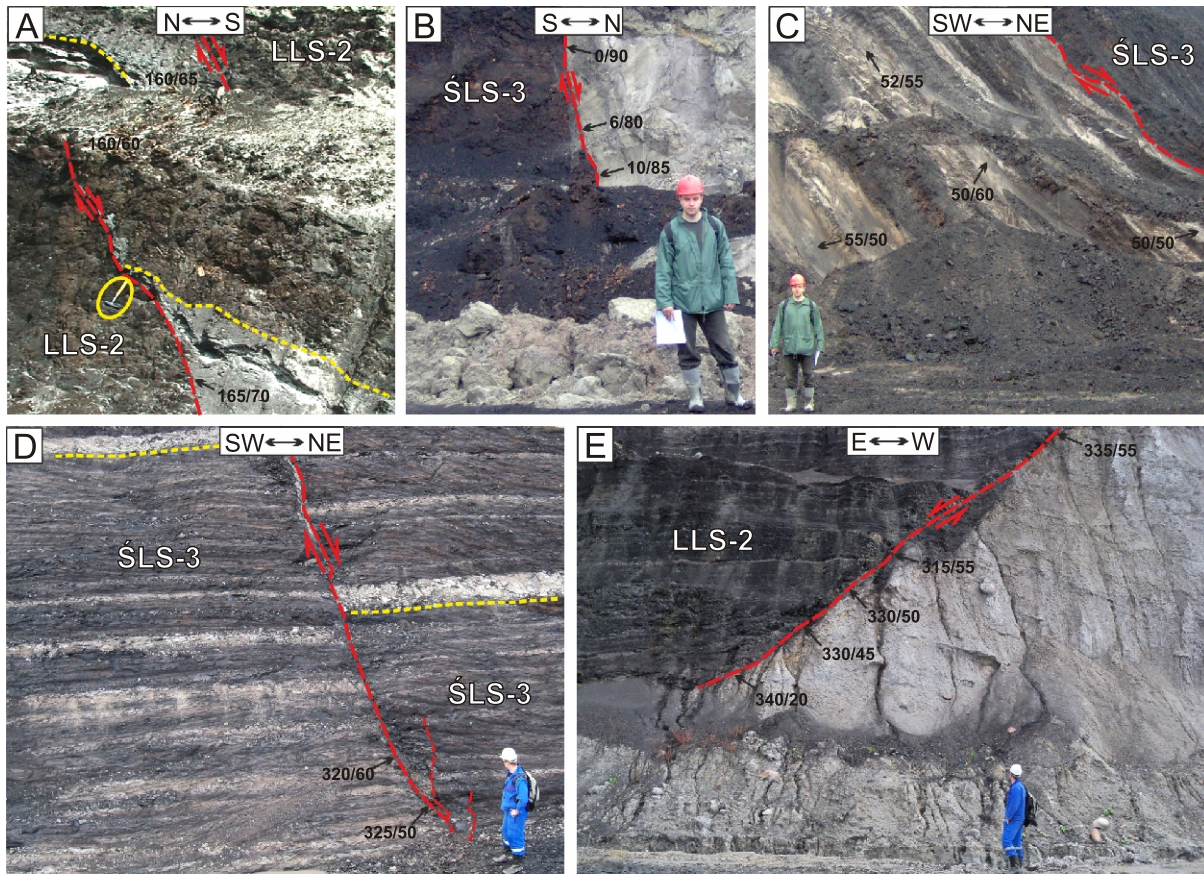 A
N S
LLS-2
160/65
160/60
LLS-2
165/70
B
S N
0/90
ŚLS-3
6/80
10/85
C
SW NE
ŚLS-3
52/55
50/60
55/50
50/50
D
SW NE
ŚLS-3
ŚLS-3
320/60
325/50
E
E W
335/55
LLS-2
315/55
330/50
330/45
340/20